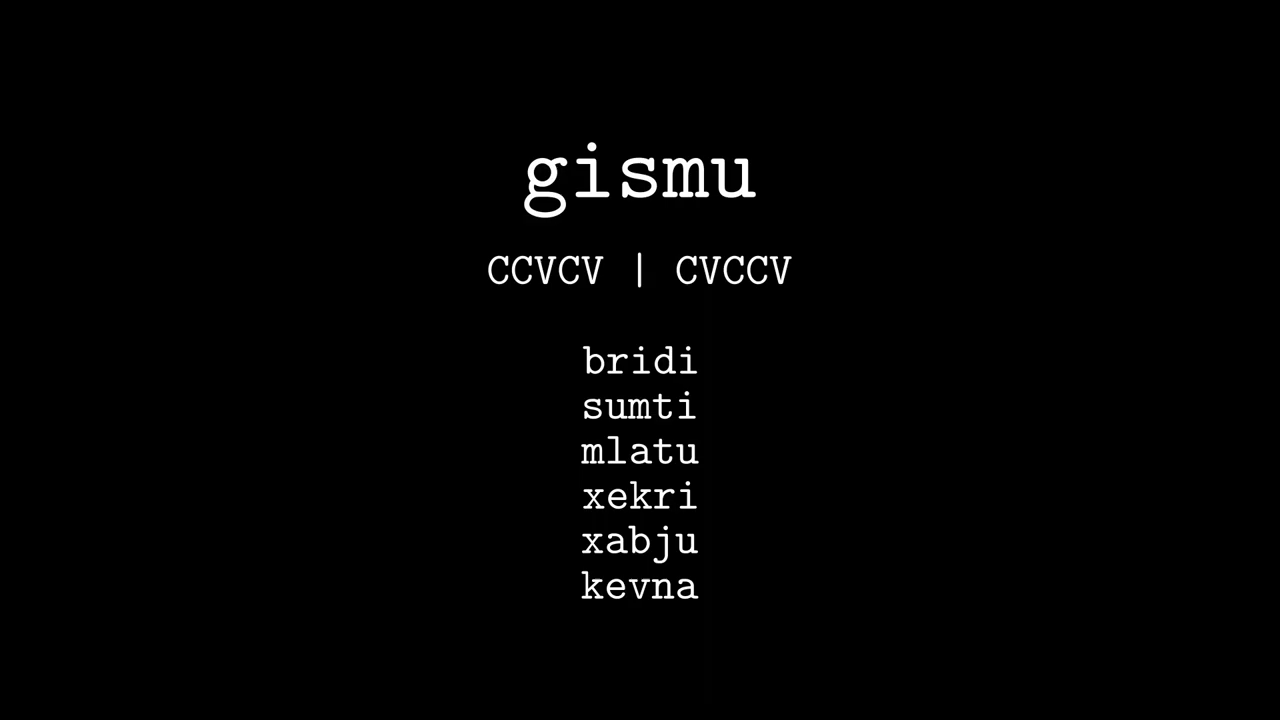 gismu
CCVCV | CVCCV
bridi
sumti
mlatu
xekri
xabju
kevna